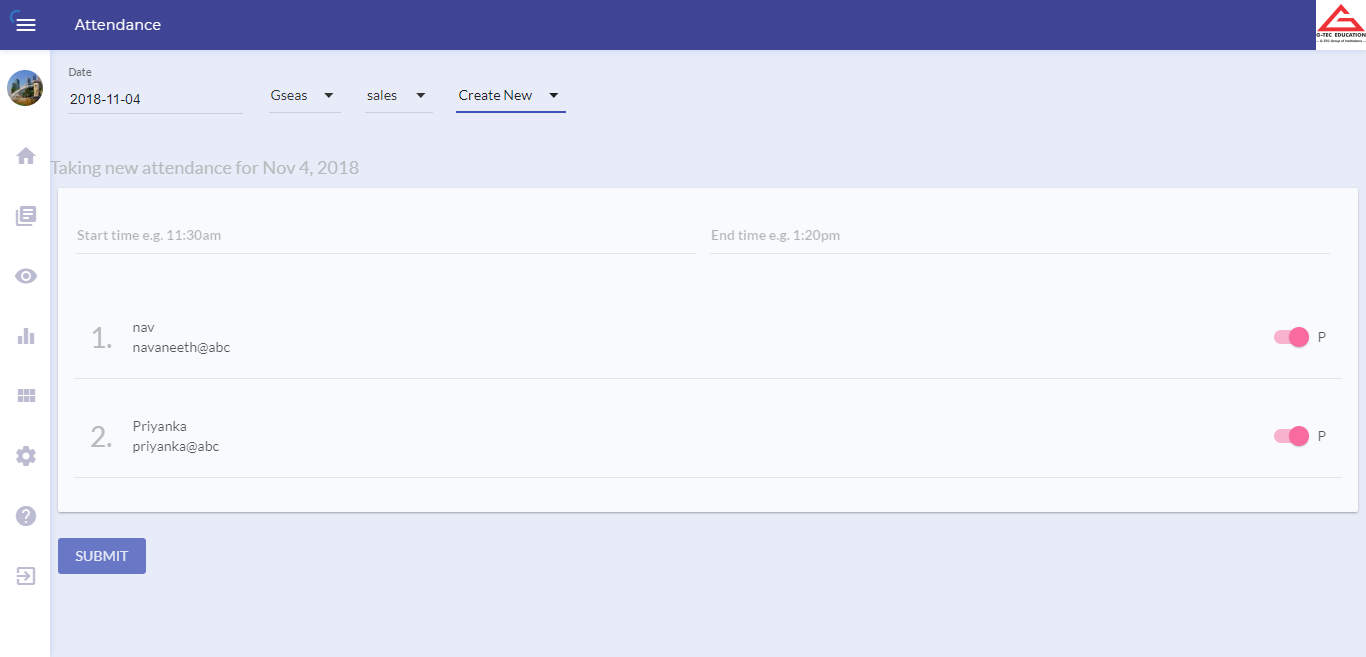 Attendance
G-TEC EDUCATION
Date
2018-11-04
Gseas
sales
Create New
Taking new attendance for Nov 4, 2018
Start time e.g. 11:30am
End time e.g. 1:20pm
1.
nav
navaneeth@abc
P
2.
Priyanka
priyanka@abc
P
SUBMIT